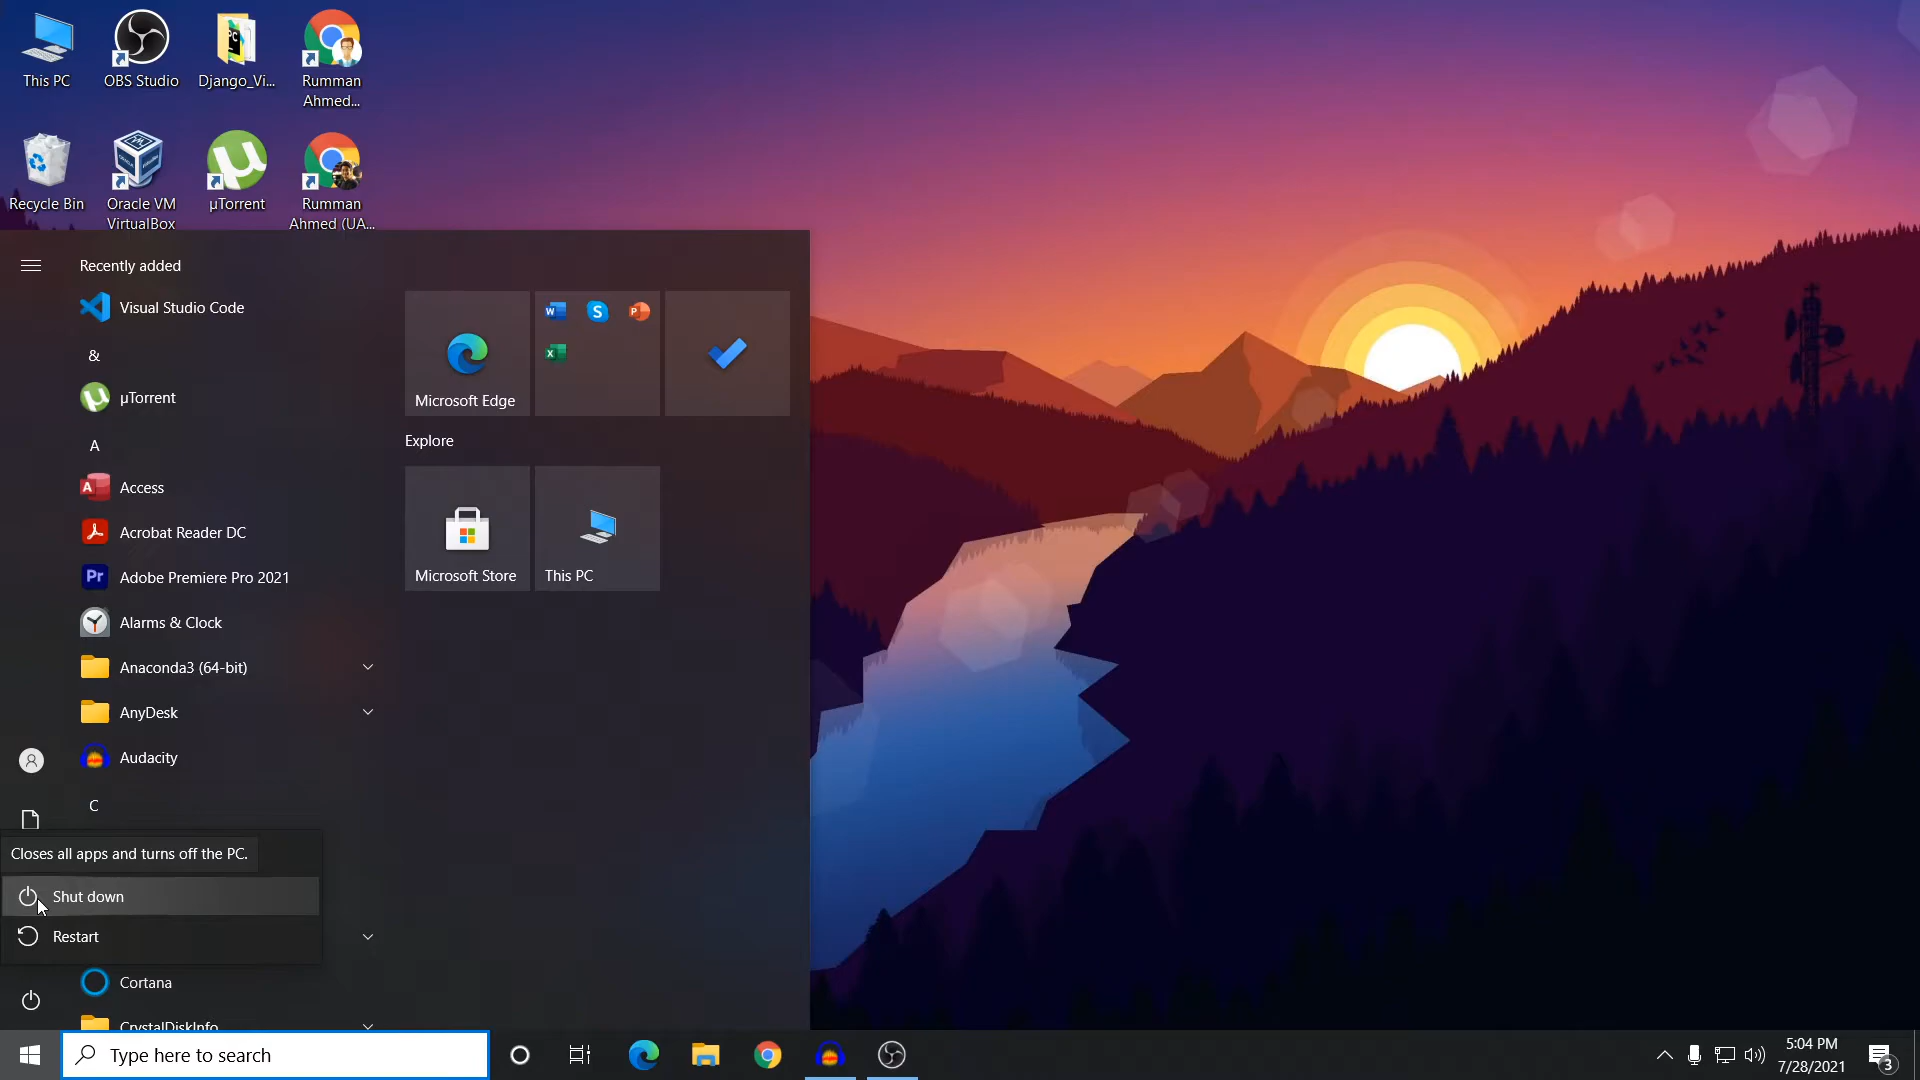 This PC
OBS Studio
Django_Vi...
Rumman
Ahmed...
Recycle Bin
Oracle VM
VirtualBox
µTorrent
Rumman
Ahmed (UA...
Recently added
Visual Studio Code
&
µTorrent
A
Access
Acrobat Reader DC
Adobe Premiere Pro 2021
Alarms & Clock
Anaconda3 (64-bit)
AnyDesk
Audacity
C
Closes all apps and turns off the PC.
Shut down
Restart
Cortana
CrystalDiskInfo
Microsoft Edge
Explore
Microsoft Store
This PC
Type here to search
5:04 PM
7/28/2021
3